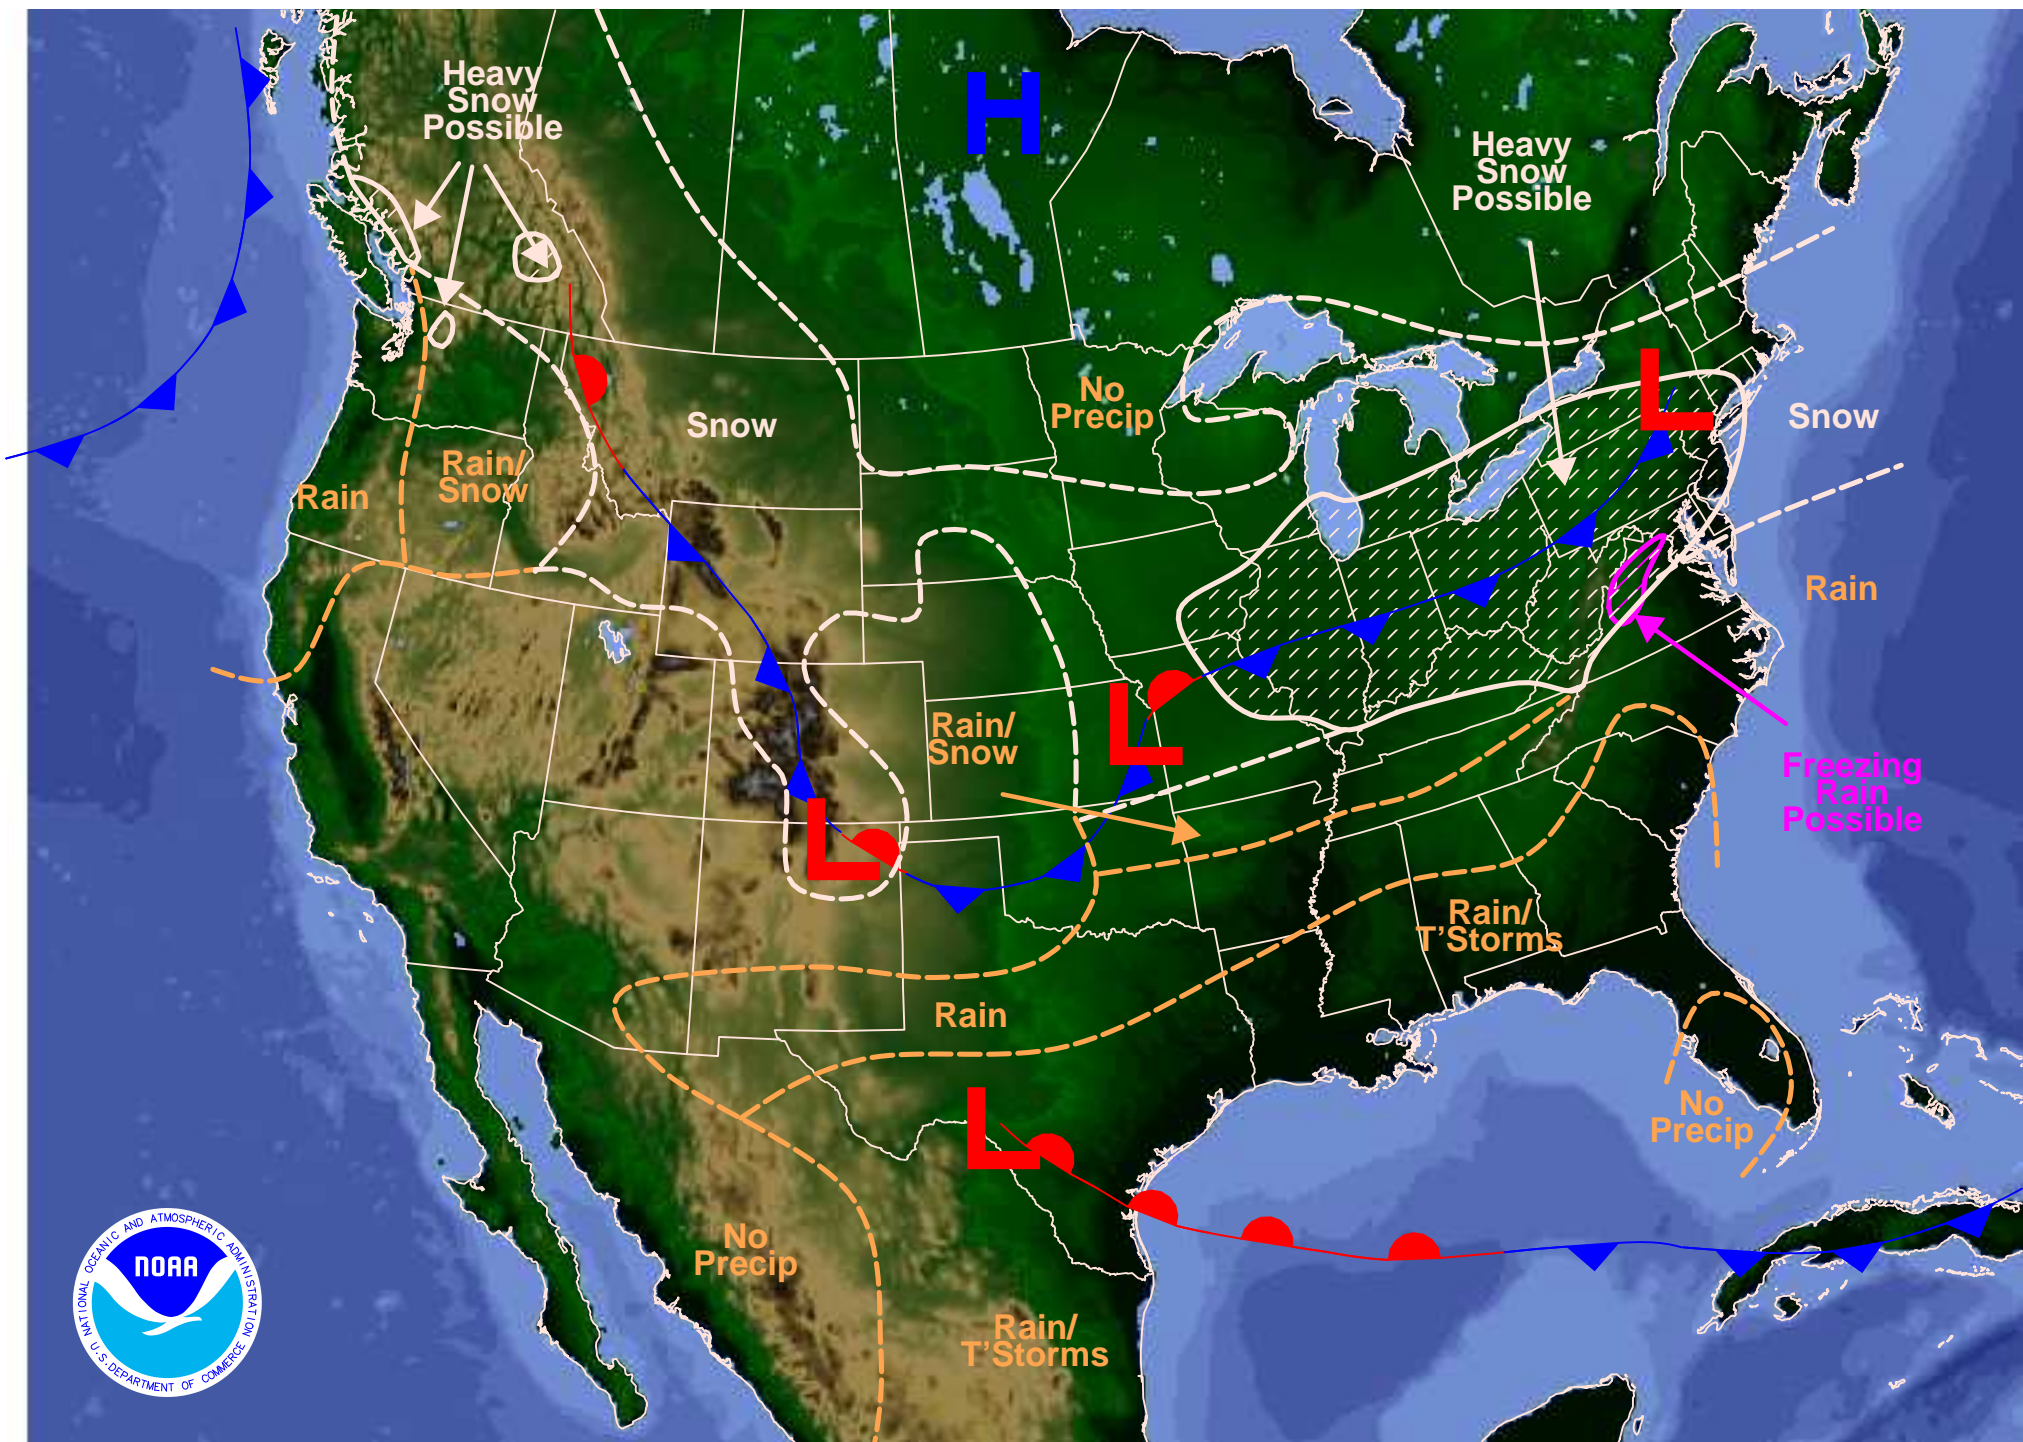 Heavy
Snow
Possible
H
Heavy
Snow
Possible
No
Precip
L
Snow
Snow
Rain/
Snow
Rain
Rain
L
Rain/
Snow
Freezing
Rain
Possible
L
Rain/
T'Storms
Rain
L
No
Precip
No
Precip
Rain/
T'Storms
NATIONAL OCEANIC AND ATMOSPHERIC ADMINISTRATION
NOAA
U.S. DEPARTMENT OF COMMERCE